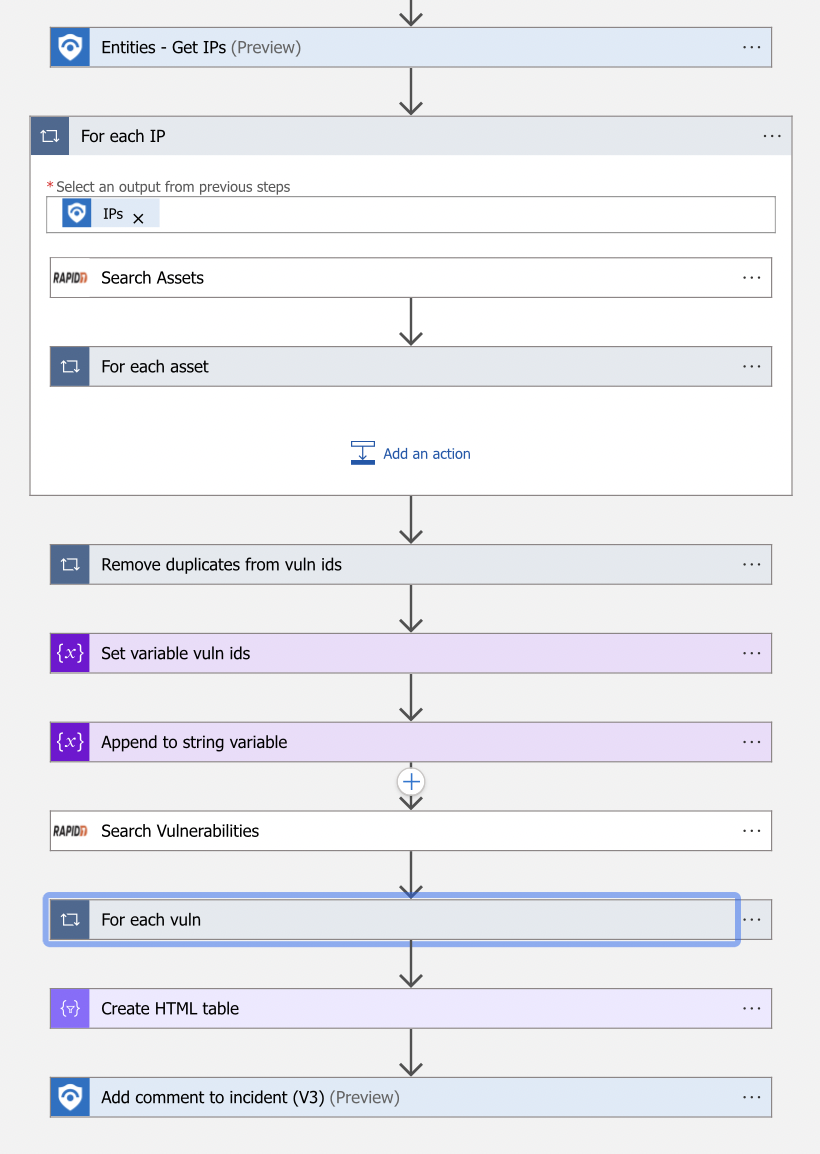 Entities - Get IPs (Preview)
...
For each IP
...
* Select an output from previous steps
IPs ×
RAPID7 Search Assets
...
For each asset
...
Add an action
Remove duplicates from vuln ids
...
{x} Set variable vuln ids
...
{x} Append to string variable
...
RAPID7 Search Vulnerabilities
...
For each vuln
...
Create HTML table
...
Add comment to incident (V3) (Preview)
...